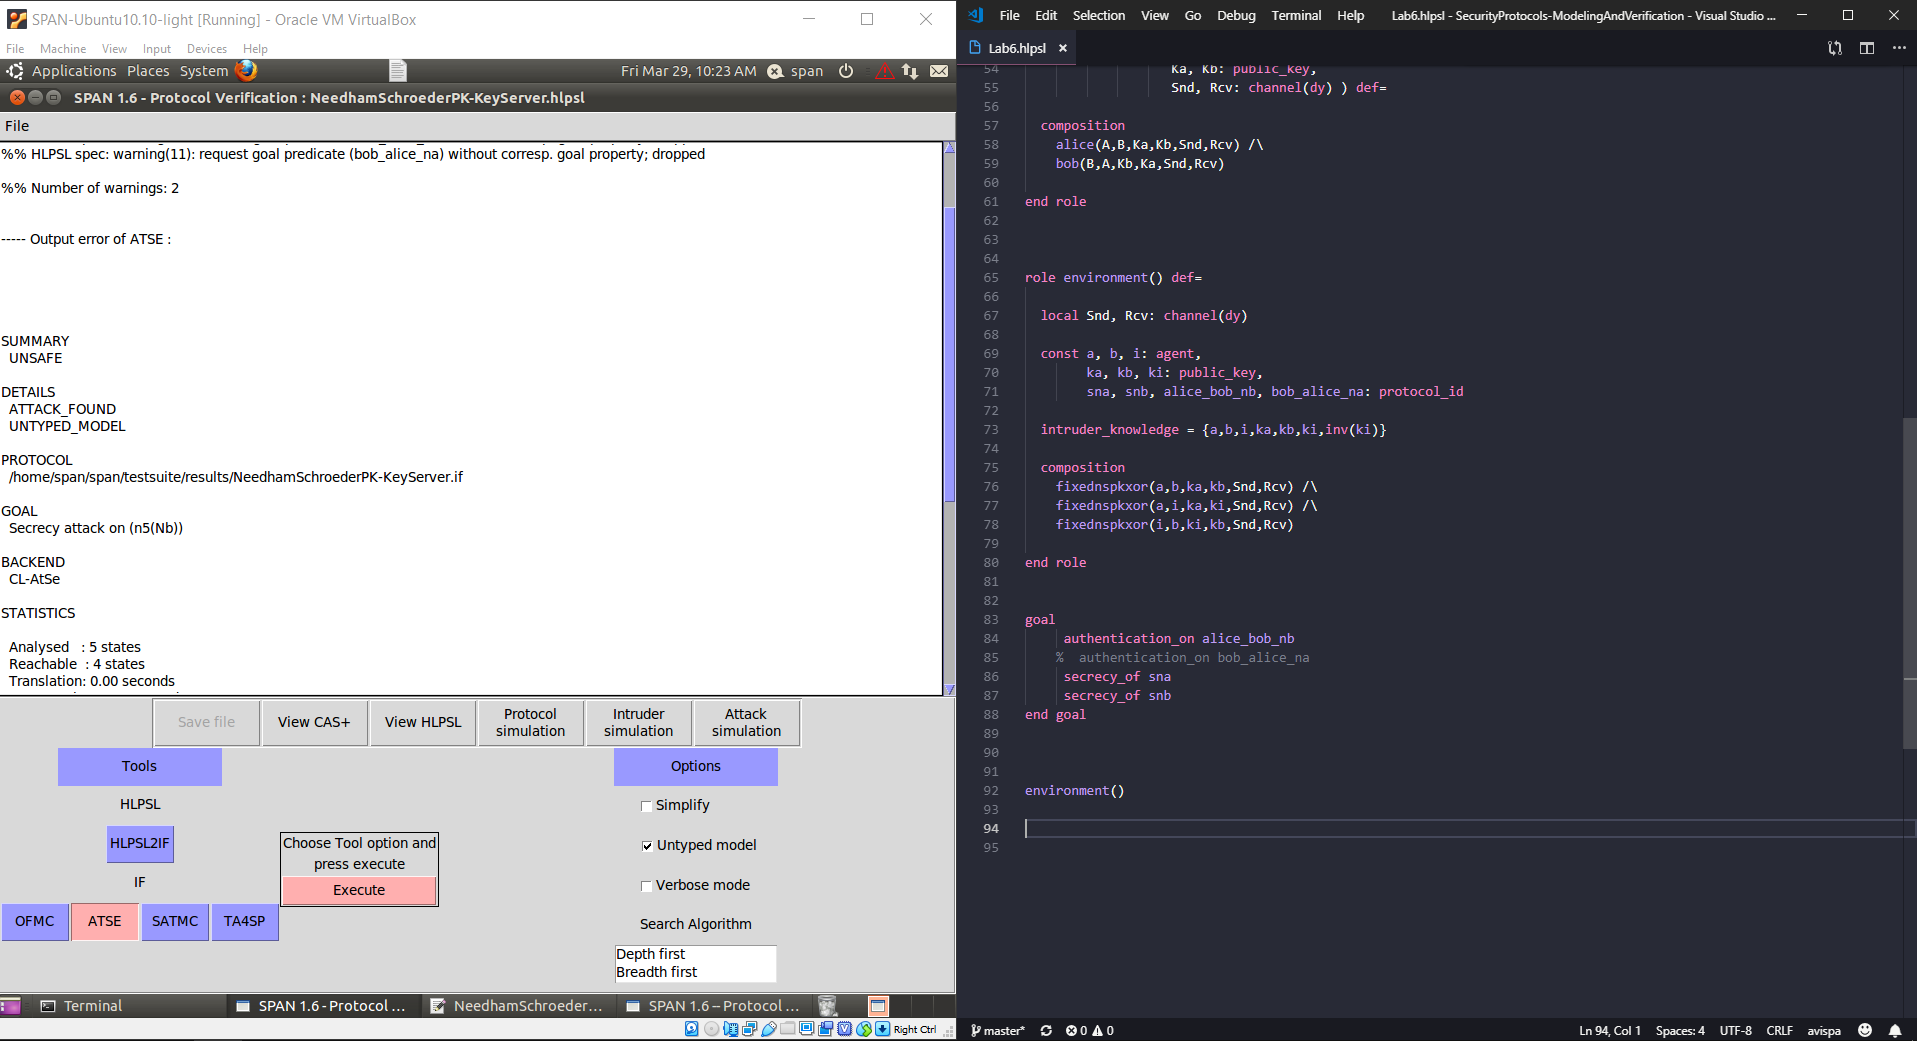 SPAN-Ubuntu10.10-light [Running] - Oracle VM VirtualBox
File Machine View Input Devices Help
Applications Places System
Fri Mar 29, 10:23 AM
span
SPAN 1.6 - Protocol Verification : NeedhamSchroederPK-KeyServer.hlpsl
File
%% HLPSL spec: warning(11): request goal predicate (bob_alice_na) without corresp. goal property; dropped
%% Number of warnings: 2
----- Output error of ATSE :
SUMMARY
UNSAFE
DETAILS
ATTACK_FOUND
UNTYPED_MODEL
PROTOCOL
/home/span/span/testsuite/results/NeedhamSchroederPK-KeyServer.if
GOAL
Secrecy attack on (n5(Nb))
BACKEND
CL-AtSe
STATISTICS
Analysed : 5 states
Reachable : 4 states
Translation: 0.00 seconds
Save file
View CAS+
View HLPSL
Protocol simulation
Intruder simulation
Attack simulation
Tools
HLPSL
HLPSL2IF
IF
OFMC
ATSE
SATMC
TA4SP
Choose Tool option and
press execute
Execute
Options
Simplify
Untyped model
Verbose mode
Search Algorithm
Depth first
Breadth first
Terminal
SPAN 1.6 - Protocol ...
NeedhamSchroeder...
SPAN 1.6 -- Protocol ...
Right Ctrl
File Edit Selection View Go Debug Terminal Help
Lab6.hlpsl - SecurityProtocols-ModelingAndVerification - Visual Studio ...
Lab6.hlpsl
54 Ka, Kb: public_key,
55 Snd, Rcv: channel(dy) ) def=
56
57 composition
58 alice(A,B,Ka,Kb,Snd,Rcv) /\
59 bob(B,A,Kb,Ka,Snd,Rcv)
60
61 end role
62
63
64
65 role environment() def=
66
67 local Snd, Rcv: channel(dy)
68
69 const a, b, i: agent,
70 ka, kb, ki: public_key,
71 sna, snb, alice_bob_nb, bob_alice_na: protocol_id
72
73 intruder_knowledge = {a,b,i,ka,kb,ki,inv(ki)}
74
75 composition
76 fixednspkxor(a,b,ka,kb,Snd,Rcv) /\
77 fixednspkxor(a,i,ka,ki,Snd,Rcv) /\
78 fixednspkxor(i,b,ki,kb,Snd,Rcv)
79
80 end role
81
82
83 goal
84 authentication_on alice_bob_nb
85 % authentication_on bob_alice_na
86 secrecy_of sna
87 secrecy_of snb
88 end goal
89
90
91
92 environment()
93
94
95
master* 0 0
Ln 94, Col 1 Spaces: 4 UTF-8 CRLF avispa